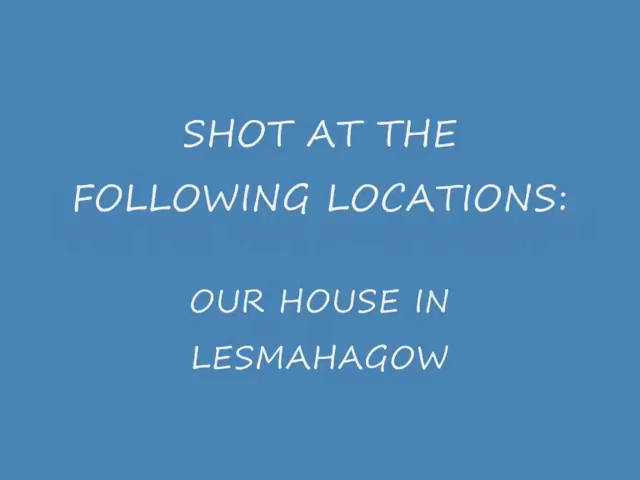 SHOT AT THE
FOLLOWING LOCATIONS:
OUR HOUSE IN
LESMAHAGOW